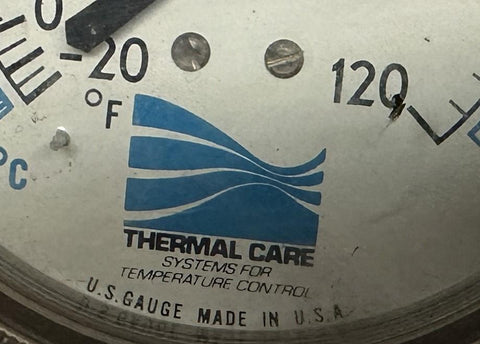 0
-20
°F
120
°C
THERMAL CARE
SYSTEMS FOR
TEMPERATURE CONTROL
U.S. GAUGE MADE IN U.S.A.